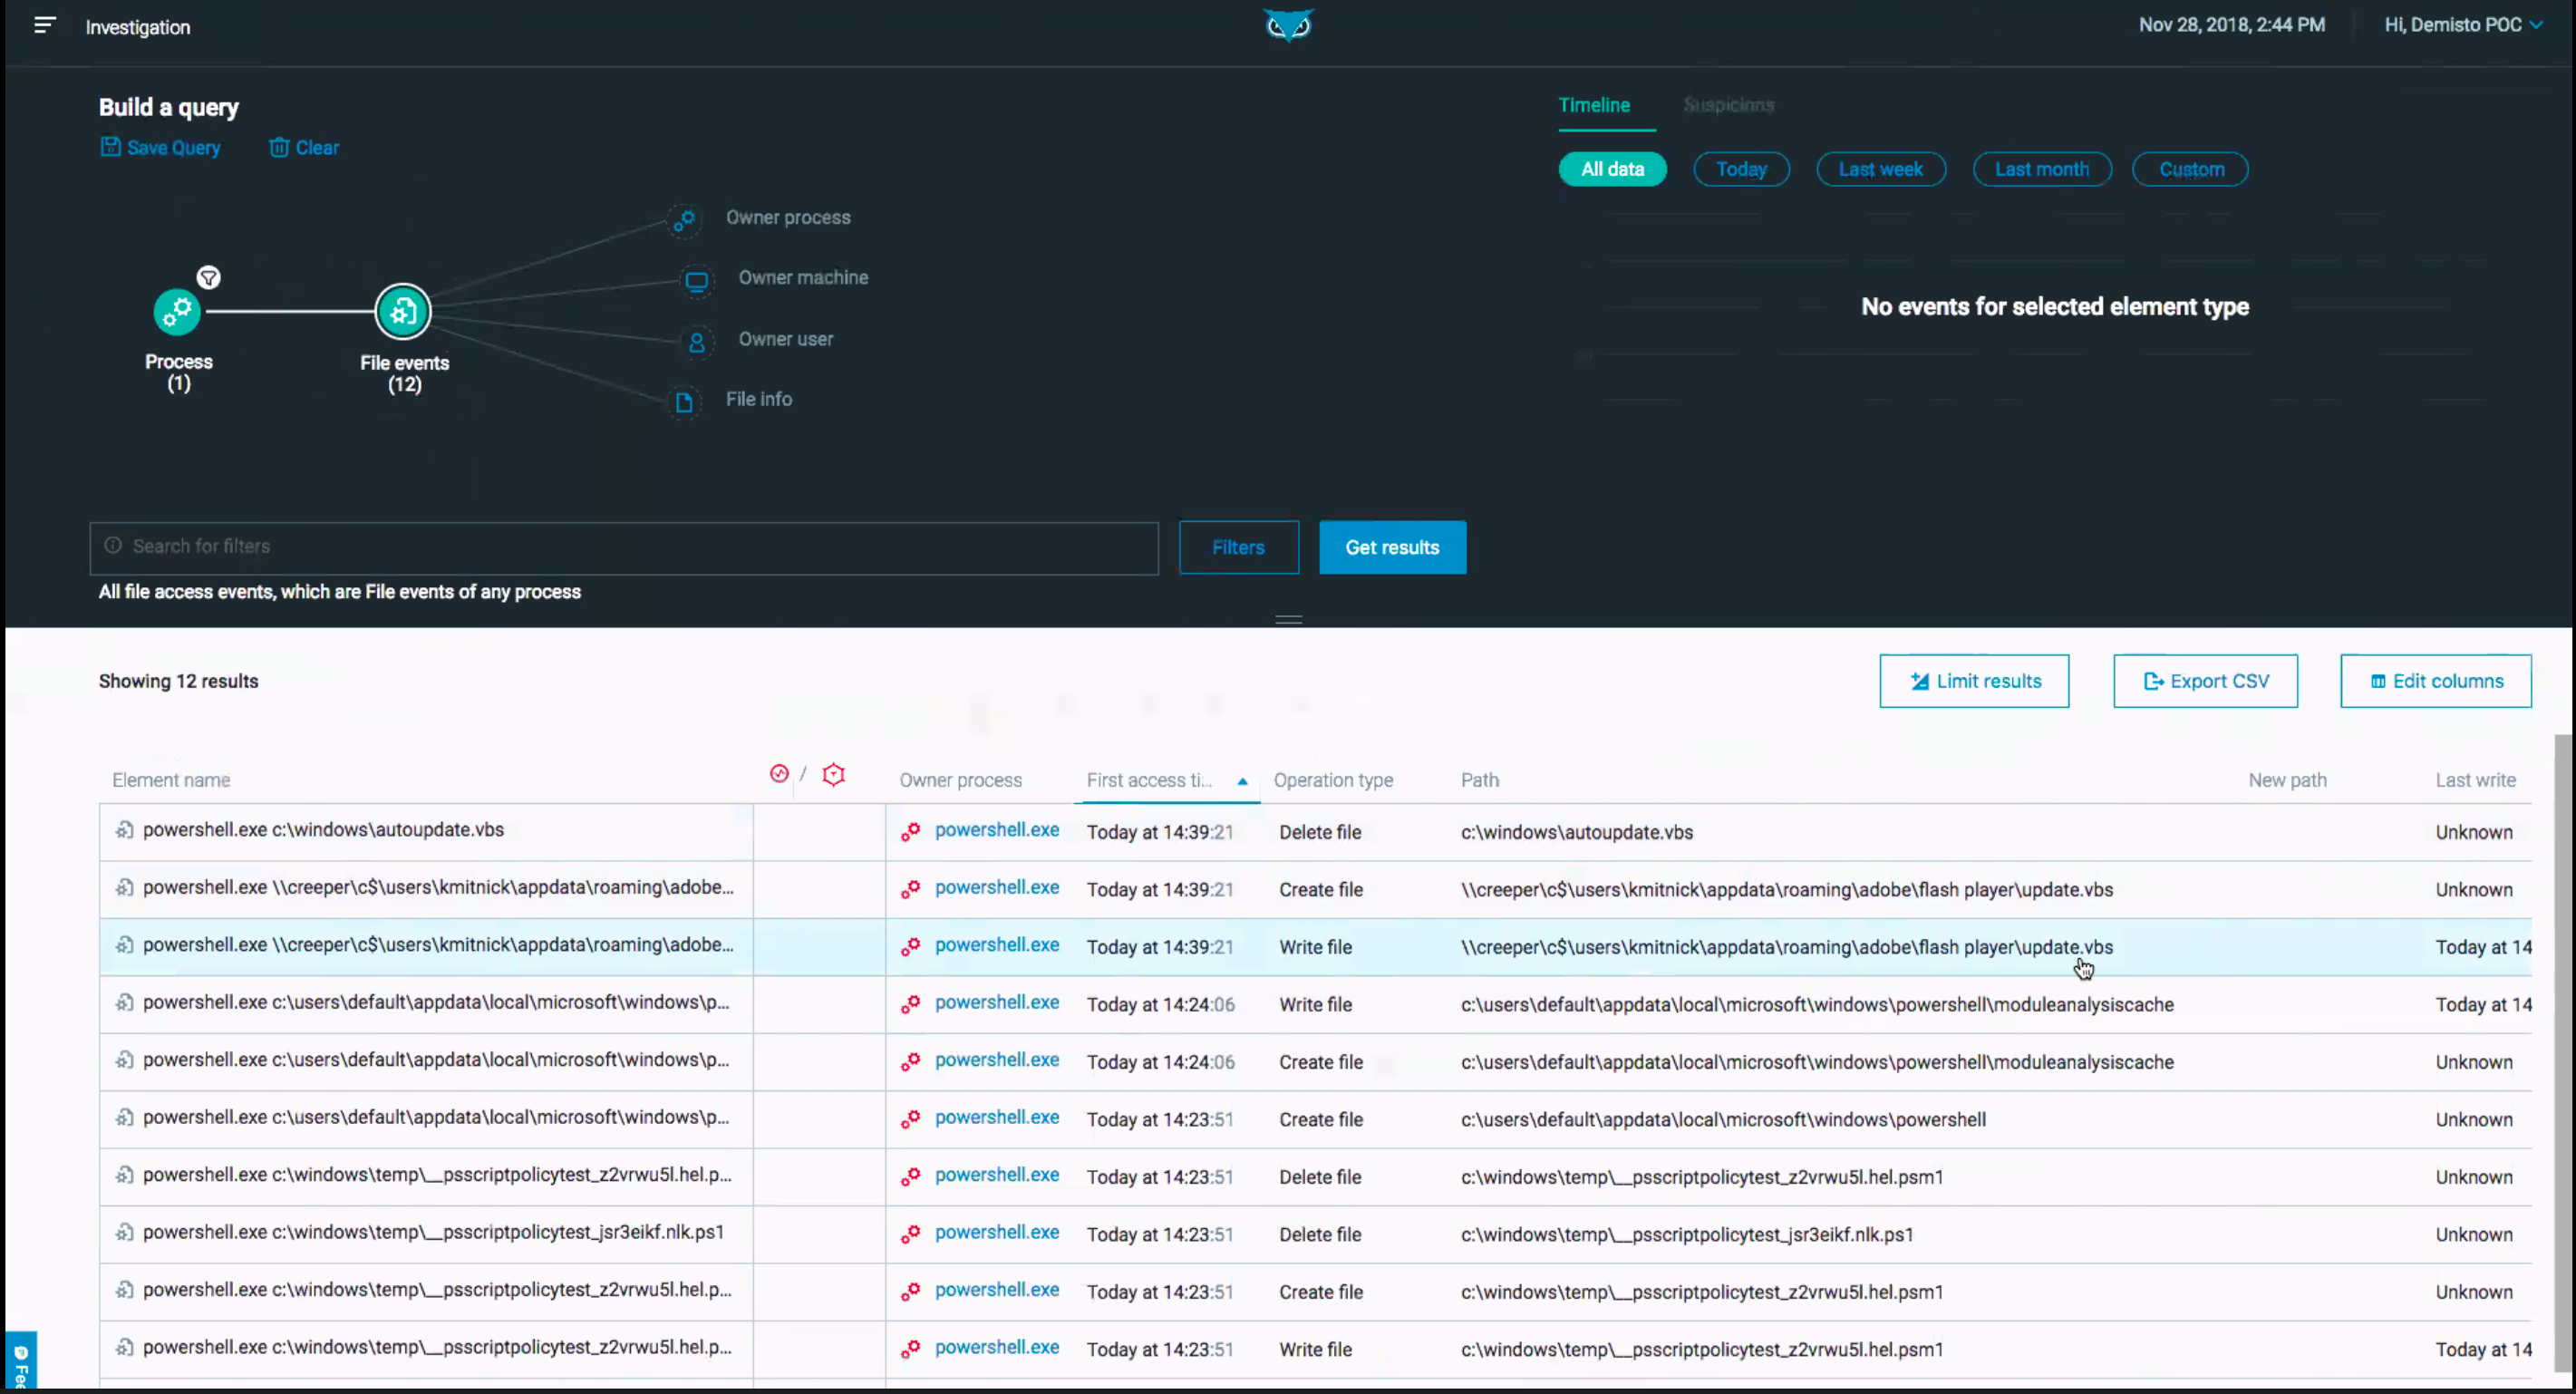 Investigation
Nov 28, 2018, 2:44 PM
Hi, Demisto POC
Build a query
Save Query
Clear
Timeline
Suspicions
All data
Today
Last week
Last month
Custom
Owner process
Owner machine
Owner user
File info
Process
(1)
File events
(12)
No events for selected element type
Search for filters
Filters
Get results
All file access events, which are File events of any process
Showing 12 results
Limit results
Export CSV
Edit columns
Element name / Owner process First access ti... Operation type Path New path Last write
powershell.exe c:\windows\autoupdate.vbs powershell.exe Today at 14:39:21 Delete file c:\windows\autoupdate.vbs Unknown
powershell.exe \\creeper\c$\users\kmitnick\appdata\roaming\adobe... powershell.exe Today at 14:39:21 Create file \\creeper\c$\users\kmitnick\appdata\roaming\adobe\flash player\update.vbs Unknown
powershell.exe \\creeper\c$\users\kmitnick\appdata\roaming\adobe... powershell.exe Today at 14:39:21 Write file \\creeper\c$\users\kmitnick\appdata\roaming\adobe\flash player\update.vbs Today at 14
powershell.exe c:\users\default\appdata\local\microsoft\windows\p... powershell.exe Today at 14:24:06 Write file c:\users\default\appdata\local\microsoft\windows\powershell\moduleanalysiscache Today at 14
powershell.exe c:\users\default\appdata\local\microsoft\windows\p... powershell.exe Today at 14:24:06 Create file c:\users\default\appdata\local\microsoft\windows\powershell\moduleanalysiscache Unknown
powershell.exe c:\users\default\appdata\local\microsoft\windows\p... powershell.exe Today at 14:23:51 Create file c:\users\default\appdata\local\microsoft\windows\powershell Unknown
powershell.exe c:\windows\temp\__psscriptpolicytest_z2vrwu5l.hel.p... powershell.exe Today at 14:23:51 Delete file c:\windows\temp\__psscriptpolicytest_z2vrwu5l.hel.psm1 Unknown
powershell.exe c:\windows\temp\__psscriptpolicytest_jsr3eikf.nlk.ps1 powershell.exe Today at 14:23:51 Delete file c:\windows\temp\__psscriptpolicytest_jsr3eikf.nlk.ps1 Unknown
powershell.exe c:\windows\temp\__psscriptpolicytest_z2vrwu5l.hel.p... powershell.exe Today at 14:23:51 Create file c:\windows\temp\__psscriptpolicytest_z2vrwu5l.hel.psm1 Unknown
powershell.exe c:\windows\temp\__psscriptpolicytest_z2vrwu5l.hel.p... powershell.exe Today at 14:23:51 Write file c:\windows\temp\__psscriptpolicytest_z2vrwu5l.hel.psm1 Today at 14
Fee